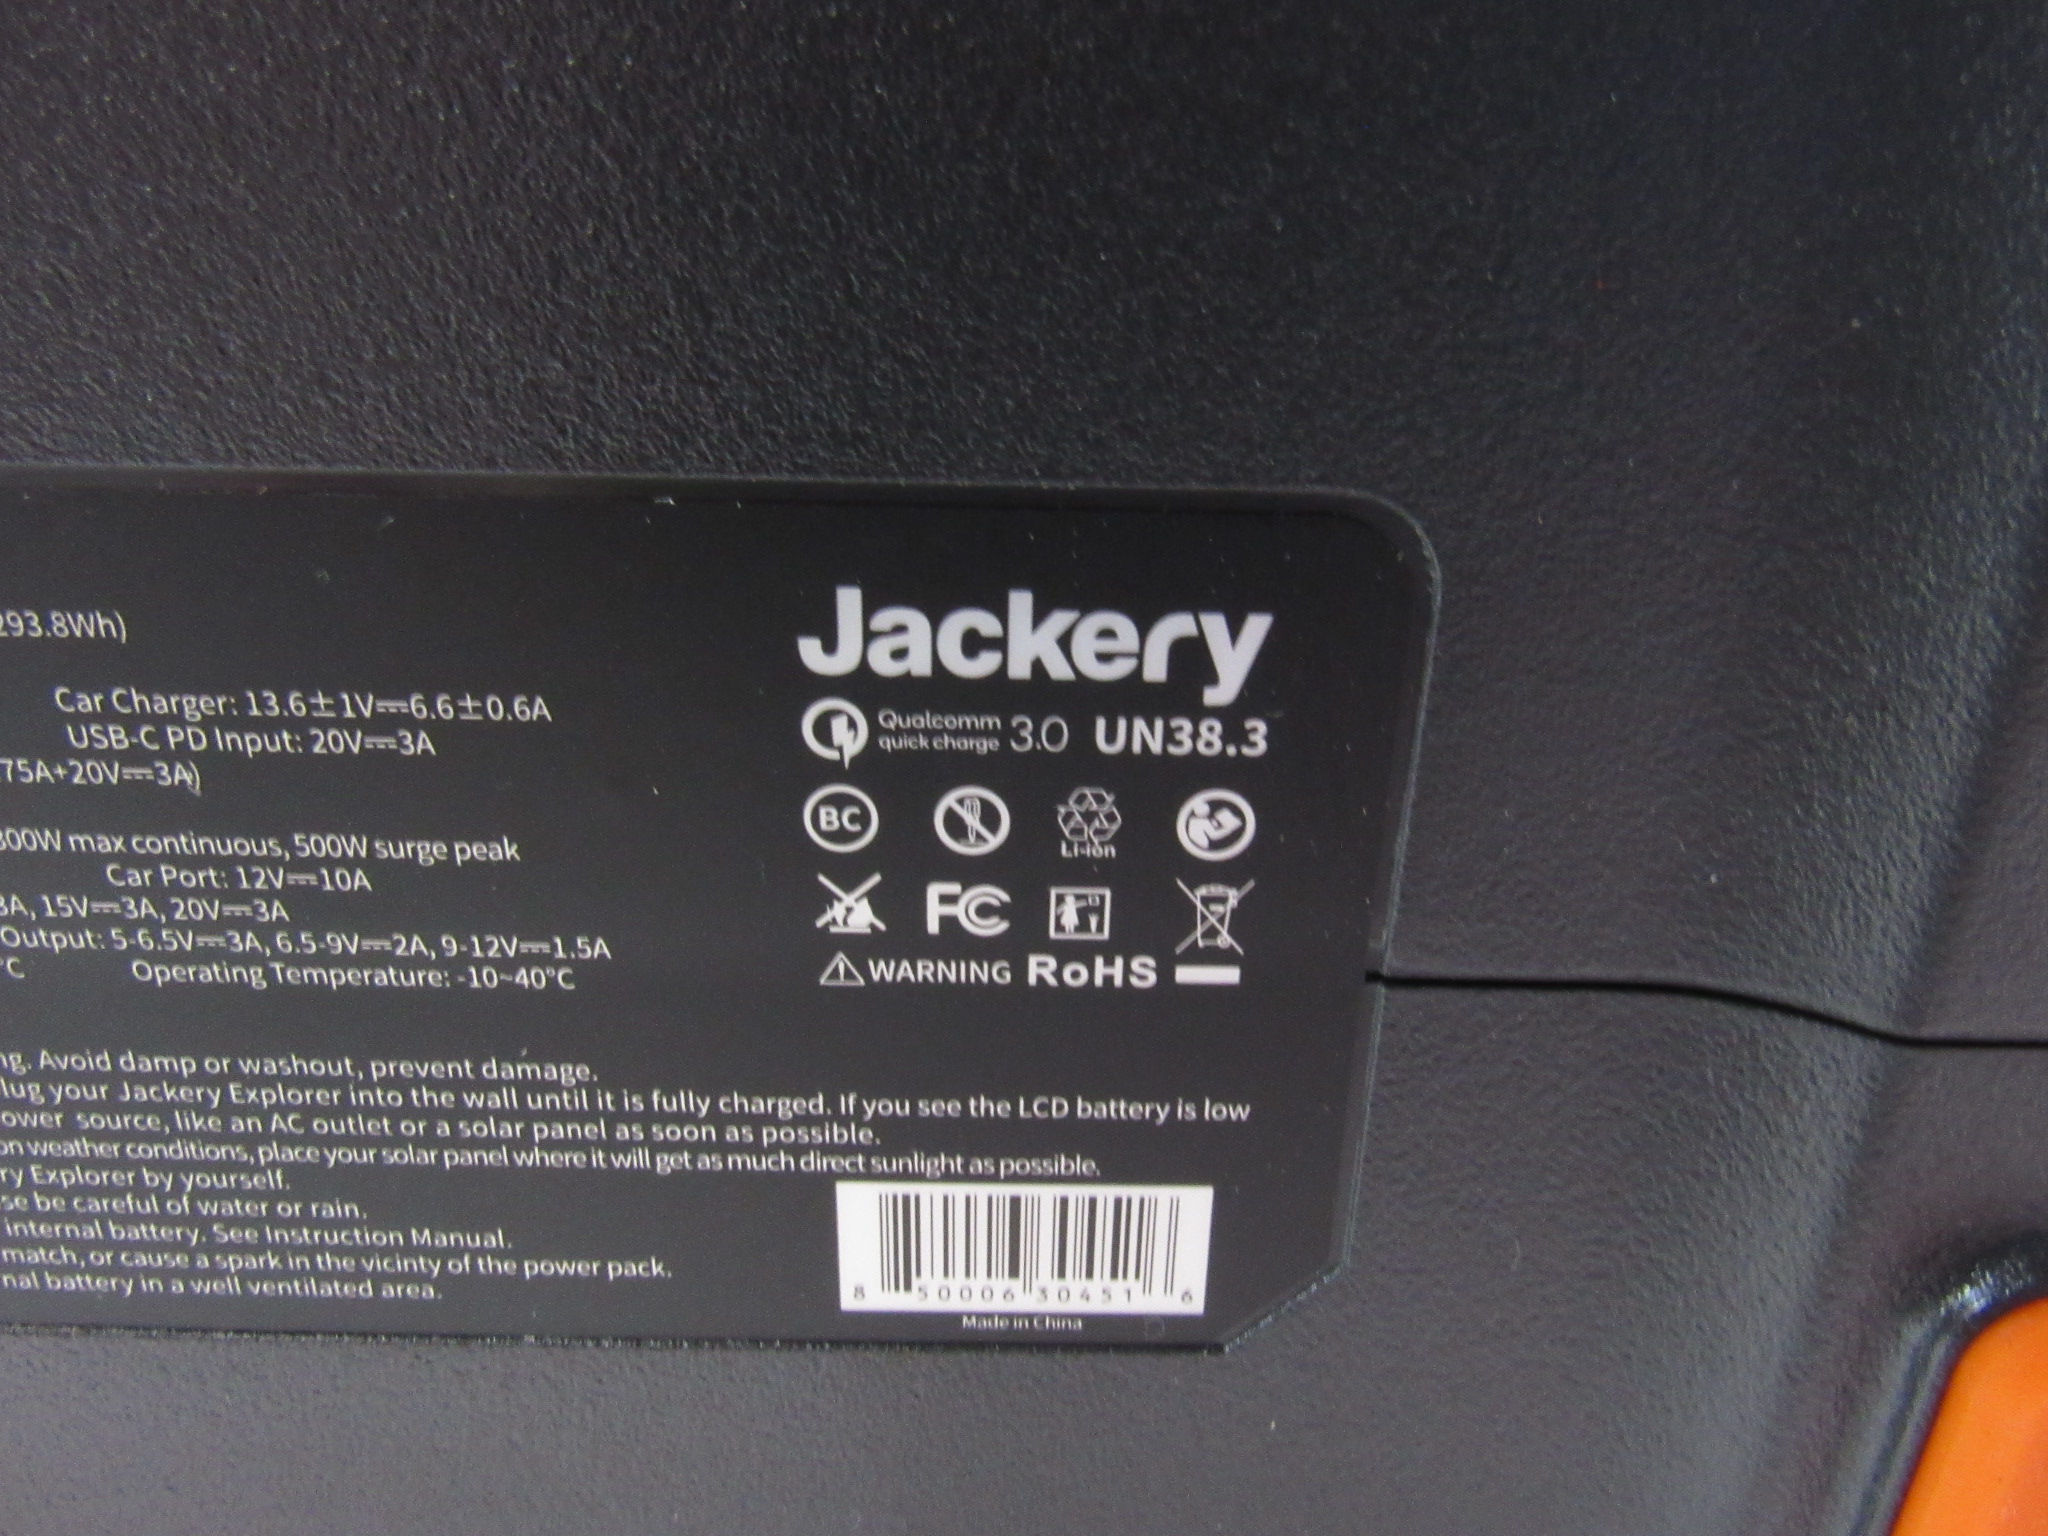 293.8Wh)
Car Charger: 13.6±1V⎓6.6±0.6A
USB-C PD Input: 20V⎓3A
75A+20V⎓3A)
300W max continuous, 500W surge peak
Car Port: 12V⎓10A
3A, 15V⎓3A, 20V⎓3A
Output: 5-6.5V⎓3A, 6.5-9V⎓2A, 9-12V⎓1.5A
°C Operating Temperature: -10~40°C
Jackery
Qualcomm
quick charge 3.0 UN38.3
BC
Li-ion
FC
WARNING RoHS
ng. Avoid damp or washout, prevent damage.
lug your Jackery Explorer into the wall until it is fully charged. If you see the LCD battery is low
ower source, like an AC outlet or a solar panel as soon as possible.
on weather conditions, place your solar panel where it will get as much direct sunlight as possible.
ry Explorer by yourself.
se be careful of water or rain.
internal battery. See Instruction Manual.
match, or cause a spark in the vicinty of the power pack.
nal battery in a well ventilated area.
8 50006 30451 6
Made in China